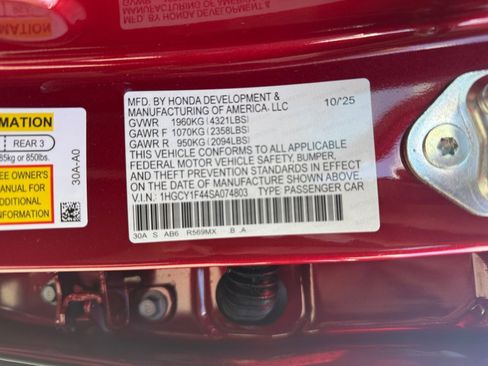 MFD. BY HONDA DEVELOPMENT & 10/'25
MANUFACTURING OF AMERICA, LLC
GVWR 1960KG(4321LBS)
GAWR F 1070KG(2358LBS)
GAWR R 950KG(2094LBS)
THIS VEHICLE CONFORMS TO ALL APPLICABLE
FEDERAL MOTOR VEHICLE SAFETY, BUMPER,
AND THEFT PREVENTION STANDARDS IN EFFECT
ON THE DATE OF MANUFACTURE SHOWN ABOVE.
V.I.N.: 1HGCY1F44SA074803 TYPE PASSENGER CAR
30A S AB6 R569MX .B .A
MATION
REAR 3
85kg or 850lbs.
EE OWNER'S
MANUAL FOR
ADDITIONAL
FORMATION
30A-A0